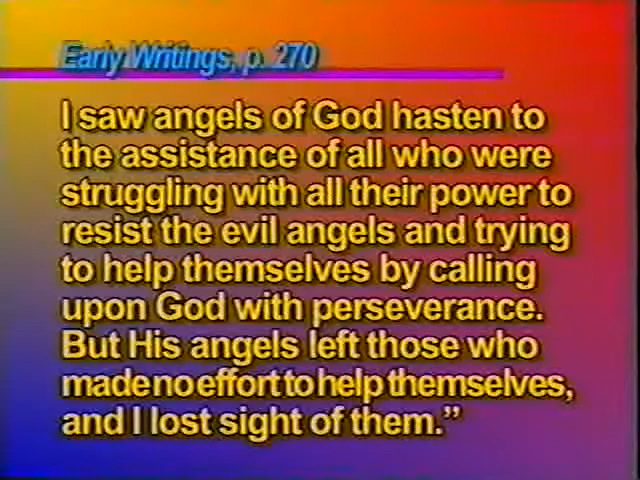 Early Writings, p. 270
I saw angels of God hasten to
the assistance of all who were
struggling with all their power to
resist the evil angels and trying
to help themselves by calling
upon God with perseverance.
But His angels left those who
made no effort to help themselves,
and I lost sight of them.”